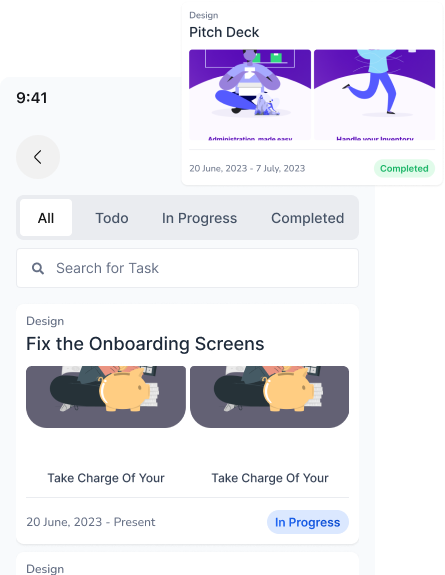 Design
Pitch Deck
Administration, made easy
Handle your Inventory
20 June, 2023 - 7 July, 2023
Completed
9:41
All
Todo
In Progress
Completed
Search for Task
Design
Fix the Onboarding Screens
Take Charge Of Your
Take Charge Of Your
20 June, 2023 - Present
In Progress
Design